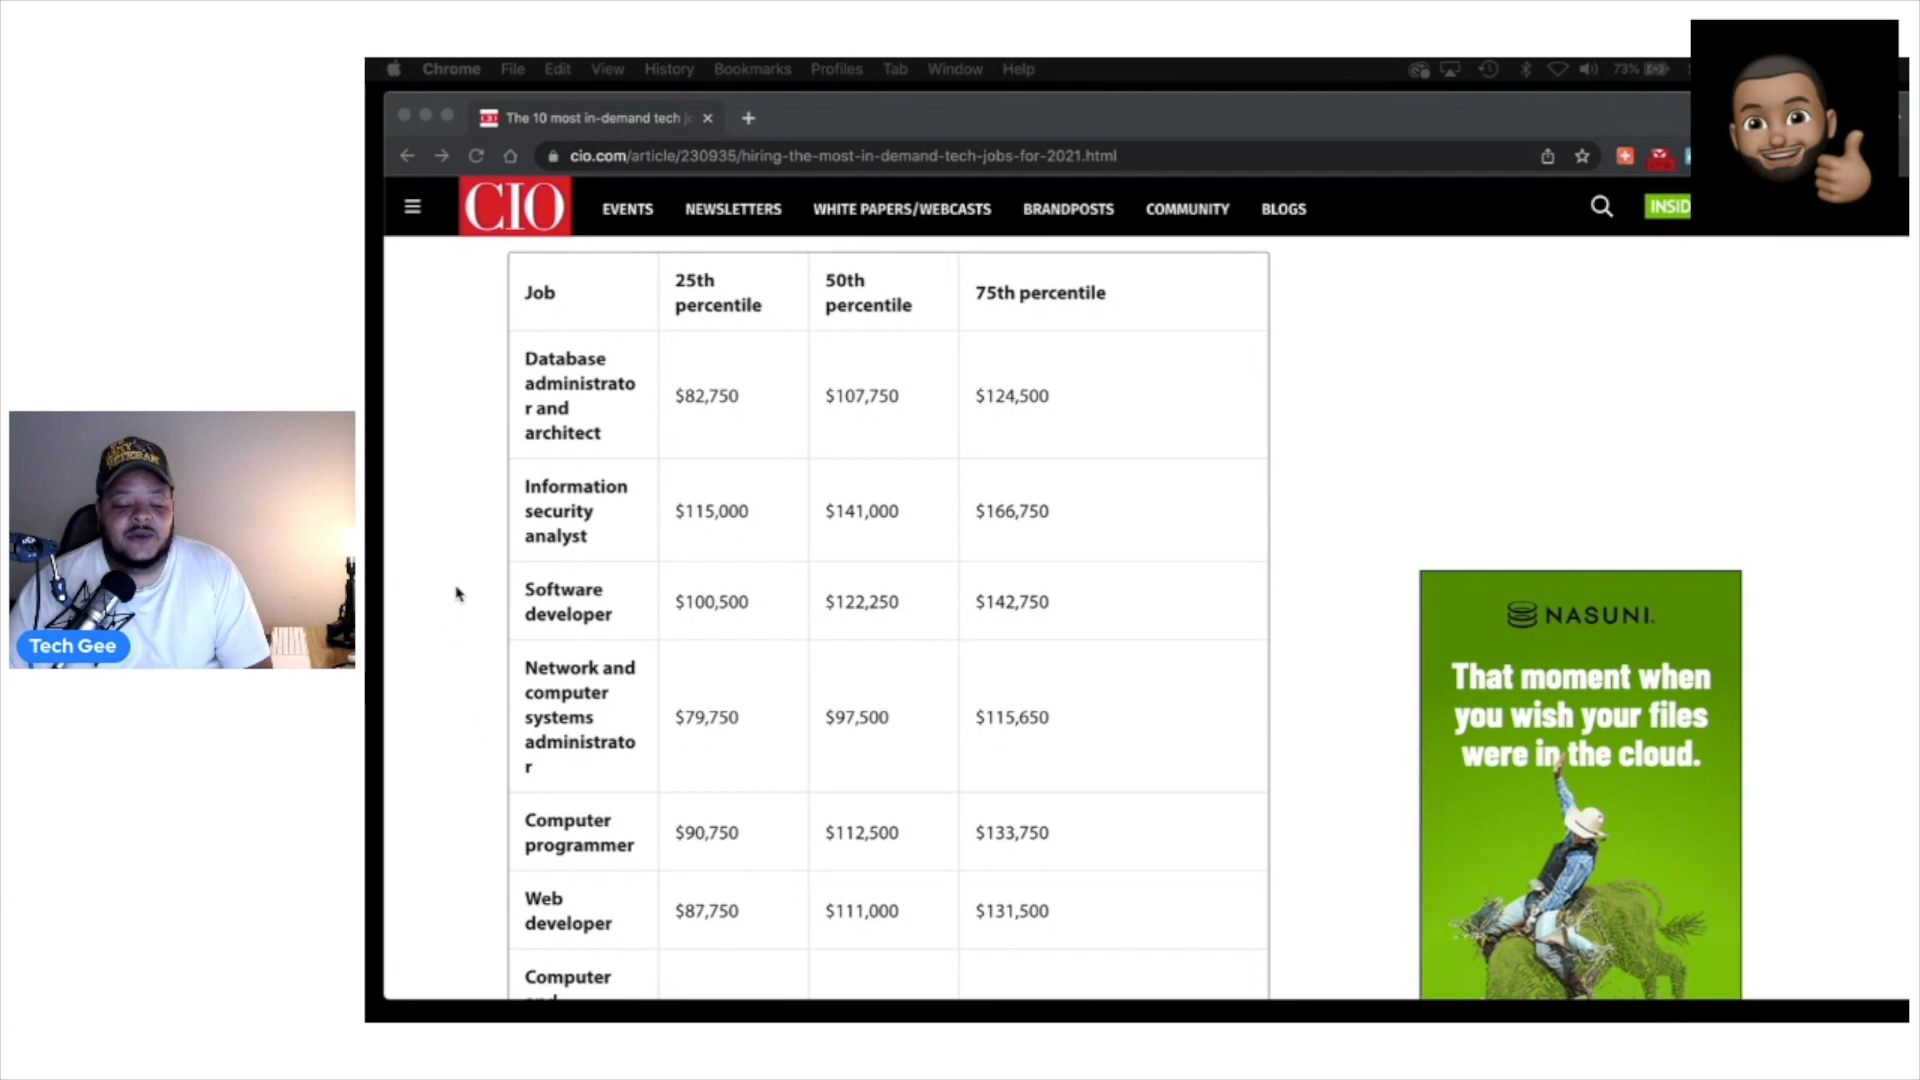 Chrome File Edit View History Bookmarks Profiles Tab Window Help
73%
The 10 most in-demand tech
cio.com/article/230935/hiring-the-most-in-demand-tech-jobs-for-2021.html
CIO
EVENTS NEWSLETTERS WHITE PAPERS/WEBCASTS BRANDPOSTS COMMUNITY BLOGS
INSID
Job
25th
percentile
50th
percentile
75th percentile
Database
administrato
r and
architect
$82,750 $107,750 $124,500
Information
security
analyst
$115,000 $141,000 $166,750
Software
developer
$100,500 $122,250 $142,750
Network and
computer
systems
administrato
r
$79,750 $97,500 $115,650
Computer
programmer
$90,750 $112,500 $133,750
Web
developer
$87,750 $111,000 $131,500
Computer
ARMY
VETERAN
Tech Gee
NASUNI.
That moment when
you wish your files
were in the cloud.